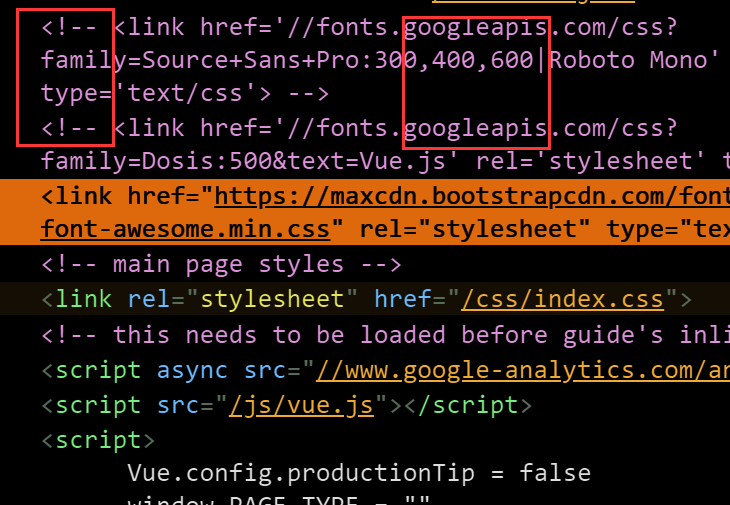 <!-- <link href='//fonts.googleapis.com/css?
family=Source+Sans+Pro:300,400,600|Roboto Mono'
type='text/css'> -->
<!-- <link href='//fonts.googleapis.com/css?
family=Dosis:500&text=Vue.js' rel='stylesheet' t
<link href="https://maxcdn.bootstrapcdn.com/font
font-awesome.min.css" rel="stylesheet" type="tex
<!-- main page styles -->
<link rel="stylesheet" href="/css/index.css">
<!-- this needs to be loaded before guide's inli
<script async src="//www.google-analytics.com/an
<script src="/js/vue.js"></script>
<script>
Vue.config.productionTip = false
window.PAGE_TYPE = ""